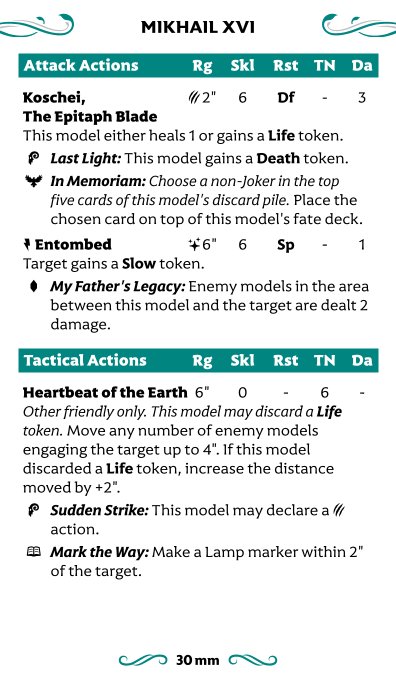 MIKHAIL XVI
Attack Actions Rg Skl Rst TN Da
Koschei, 2" 6 Df - 3
The Epitaph Blade
This model either heals 1 or gains a Life token.
Last Light: This model gains a Death token.
In Memoriam: Choose a non-Joker in the top
five cards of this model's discard pile. Place the
chosen card on top of this model's fate deck.
Entombed 6" 6 Sp - 1
Target gains a Slow token.
My Father's Legacy: Enemy models in the area
between this model and the target are dealt 2
damage.
Tactical Actions Rg Skl Rst TN Da
Heartbeat of the Earth 6" 0 - 6 -
Other friendly only. This model may discard a Life
token. Move any number of enemy models
engaging the target up to 4". If this model
discarded a Life token, increase the distance
moved by +2".
Sudden Strike: This model may declare a
action.
Mark the Way: Make a Lamp marker within 2"
of the target.
30 mm